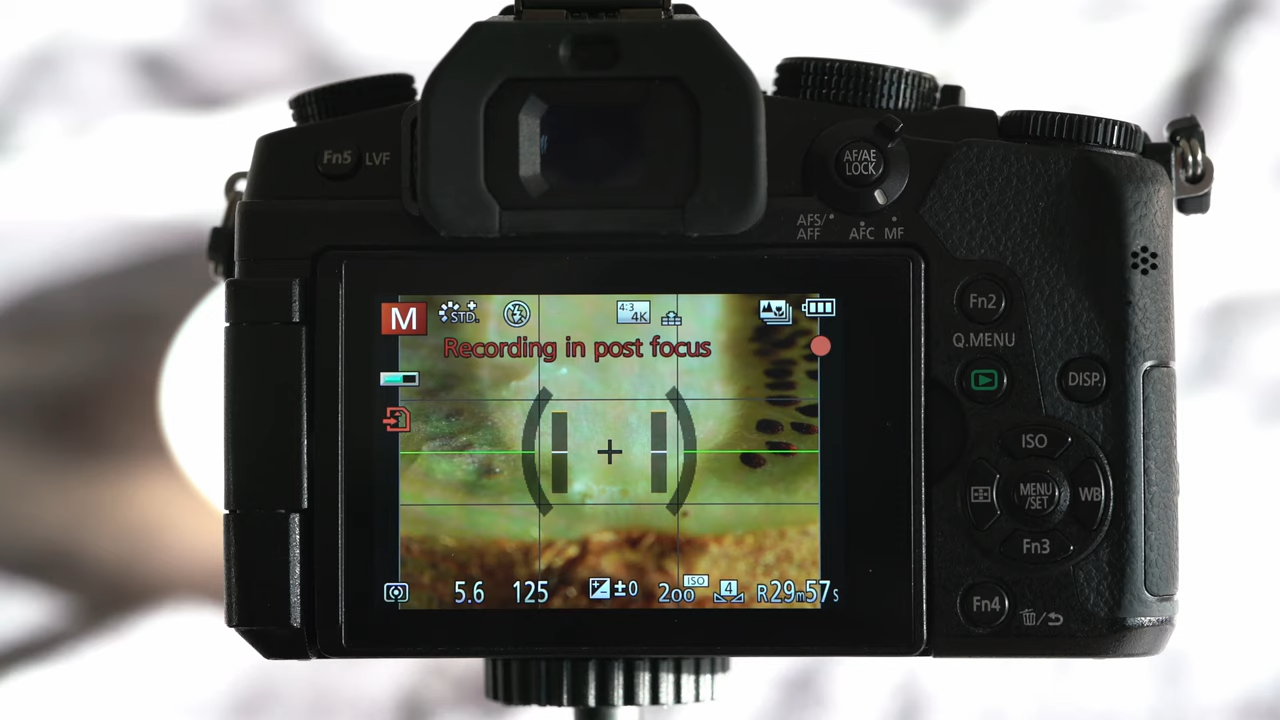 Fn5 LVF
AF/AE
LOCK
AFS/
AFF
AFC MF
Fn2
Q.MENU
DISP.
ISO
MENU
/SET
WB
Fn3
Fn4
M
STD.
4:3
4K
Recording in post focus
5.6 125 ±0 200 ISO 4 R29m57s